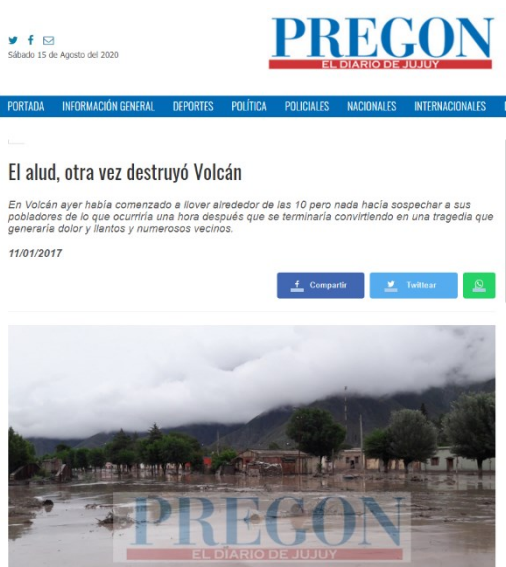 PREGON
EL DIARIO DE JUJUY
Sábado 15 de Agosto del 2020
PORTADA INFORMACIÓN GENERAL DEPORTES POLÍTICA POLICIALES NACIONALES INTERNACIONALES
El alud, otra vez destruyó Volcán
En Volcán ayer había comenzado a llover alrededor de las 10 pero nada hacía sospechar a sus
pobladores de lo que ocurriría una hora después que se terminaría convirtiendo en una tragedia que
generaría dolor y llantos y numerosos vecinos.
11/01/2017
f Compartir Twittear
PREGON
EL DIARIO DE JUJUY